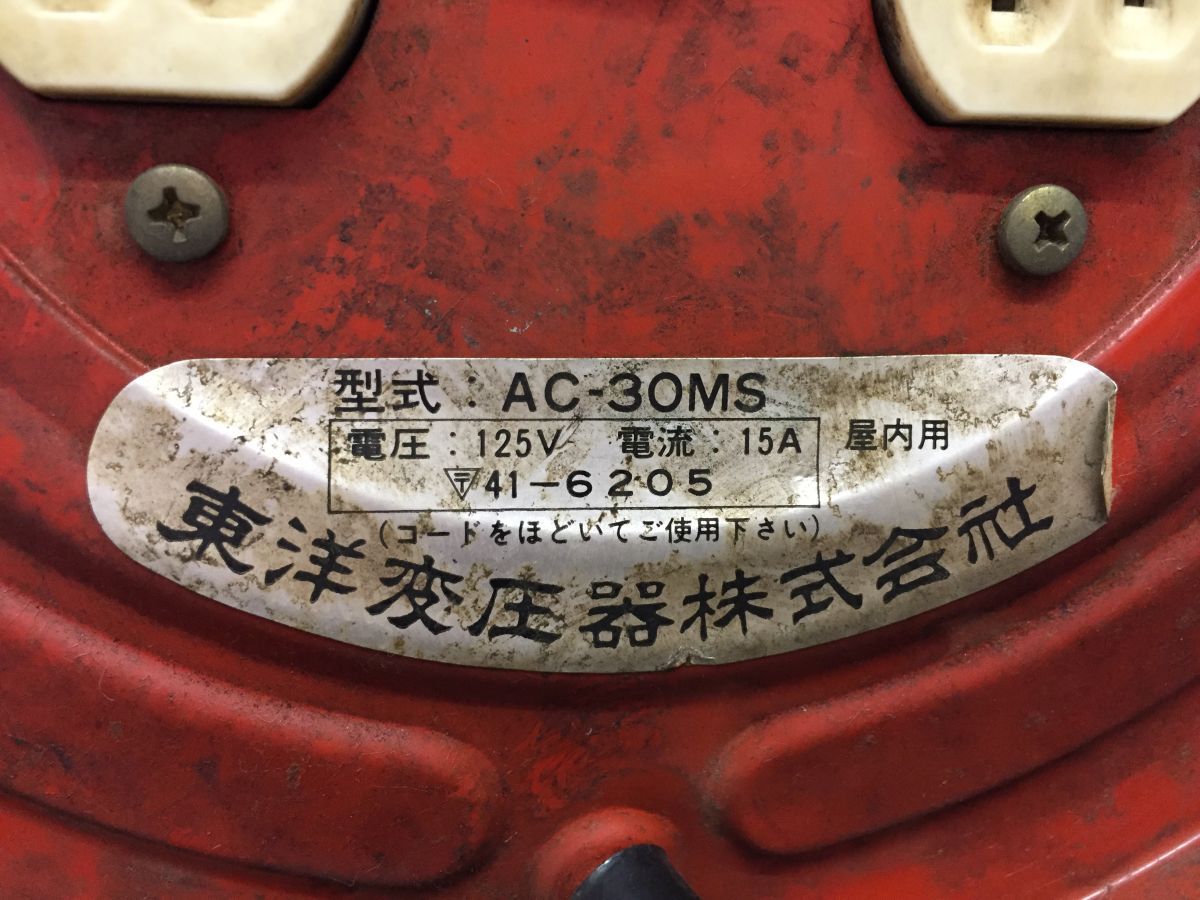 型式：AC-30MS
電圧：125V 電流：15A 屋内用
〒41-6205
(コードをほどいてご使用下さい)
東洋変圧器株式会社